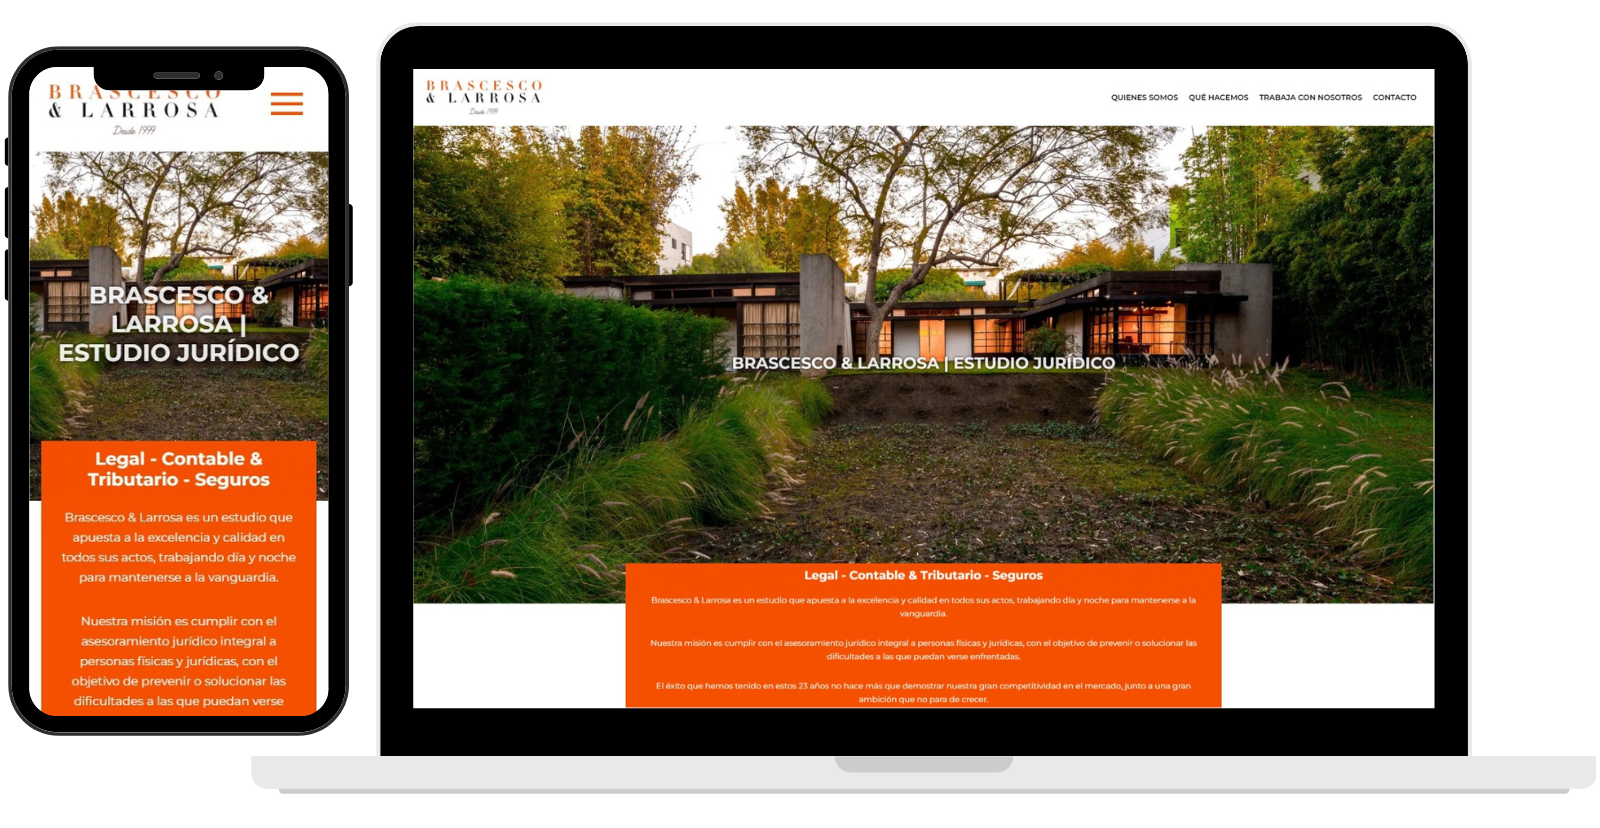 BRASCESCO
& LARROSA
Desde 1999
BRASCESCO &
LARROSA |
ESTUDIO JURÍDICO
Legal - Contable &
Tributario - Seguros
Brascesco & Larrosa es un estudio que
apuesta a la excelencia y calidad en
todos sus actos, trabajando día y noche
para mantenerse a la vanguardia.
Nuestra misión es cumplir con el
asesoramiento jurídico integral a
personas físicas y jurídicas, con el
objetivo de prevenir o solucionar las
dificultades a las que puedan verse
BRASCESCO
& LARROSA
Desde 1999
QUIENES SOMOS QUÉ HACEMOS TRABAJA CON NOSOTROS CONTACTO
BRASCESCO & LARROSA | ESTUDIO JURÍDICO
Legal - Contable & Tributario - Seguros
Brascesco & Larrosa es un estudio que apuesta a la excelencia y calidad en todos sus actos, trabajando día y noche para mantenerse a la
vanguardia.
Nuestra misión es cumplir con el asesoramiento jurídico integral a personas físicas y jurídicas, con el objetivo de prevenir o solucionar las
dificultades a las que puedan verse enfrentadas.
El éxito que hemos tenido en estos 23 años no hace más que demostrar nuestra gran competitividad en el mercado, junto a una gran
ambición que no para de crecer.